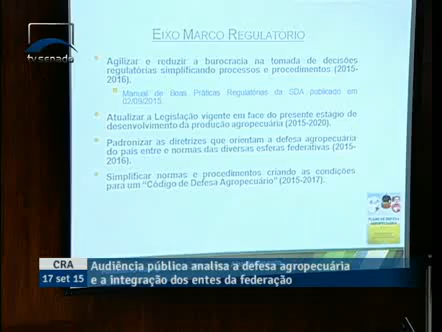 tv senado
EIXO MARCO REGULATÓRIO
Agilizar e reduzir a burocracia na tomada de decisões
regulatórias simplificando processos e procedimentos (2015-
2016).
Manual de Boas Práticas Regulatórias da SDA publicado em
02/09/2015.
Atualizar a Legislação vigente em face do presente estágio de
desenvolvimento da produção agropecuária (2015-2020).
Padronizar as diretrizes que orientam a defesa agropecuária
do país entre e normas das diversas esferas federativas (2015-
2016).
Simplificar normas e procedimentos criando as condições
para um "Código de Defesa Agropecuário" (2015-2017).
PLANO DE DEFESA
AGROPECUÁRIA
CRA
Audiência pública analisa a defesa agropecuária
17 set 15
e a integração dos entes da federação